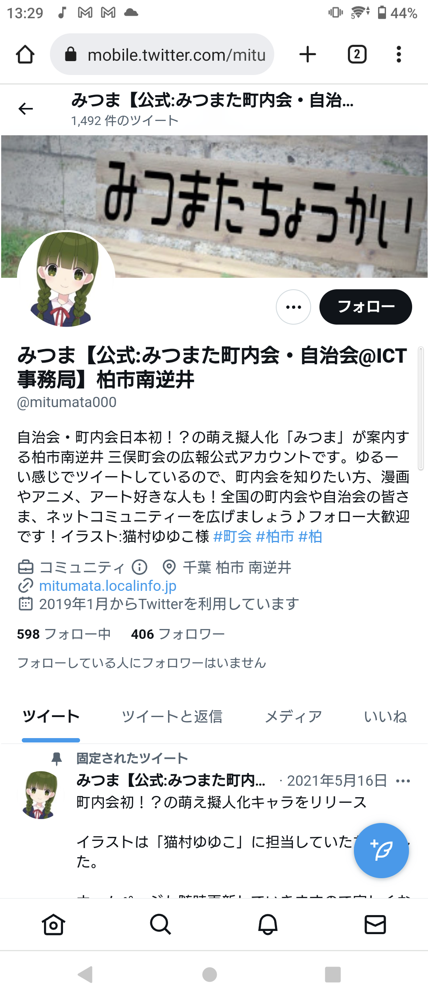 13:29
5
44%
mobile.twitter.com/mitu
2
みつま【公式:みつまた町内会・自治…
1,492 件のツイート
みつまたちょうかい
フォロー
みつま【公式:みつまた町内会・自治会@ICT
事務局】柏市南逆井
@mitumata000
自治会・町内会日本初！？の萌え擬人化「みつま」が案内す
る柏市南逆井 三俣町会の広報公式アカウントです。ゆるー
い感じでツイートしているので、町内会を知りたい方、漫画
やアニメ、アート好きな人も！全国の町内会や自治会の皆さ
ま、ネットコミュニティーを広げましょう♪フォロー大歓迎
です！イラスト:猫村ゆゆこ様 #町会 #柏市 #柏
コミュニティ 千葉 柏市 南逆井
mitumata.localinfo.jp
2019年1月からTwitterを利用しています
598 フォロー中 406 フォロワー
フォローしている人にフォロワーはいません
ツイート ツイートと返信 メディア いいね
固定されたツイート
みつま【公式:みつまた町内… · 2021年5月16日
町内会初！？の萌え擬人化キャラをリリース
イラストは「猫村ゆゆこ」に担当していた
た。